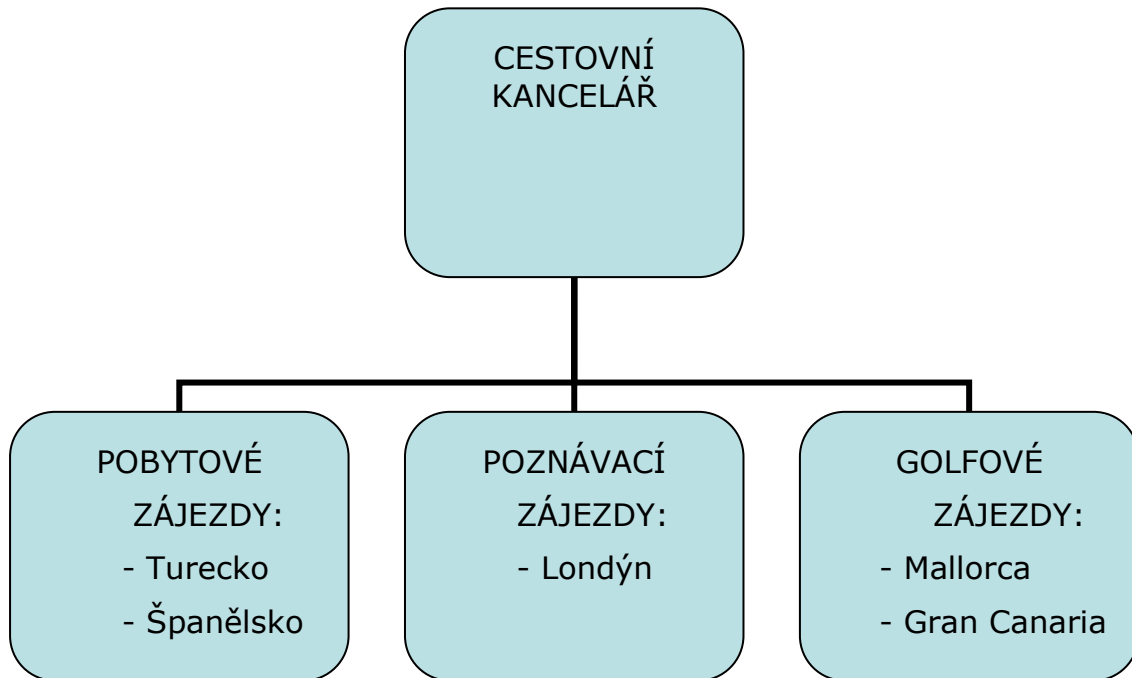 CESTOVNÍ
KANCELÁŘ
POBYTOVÉ
ZÁJEZDY:
- Turecko
- Španělsko
POZNÁVACÍ
ZÁJEZDY:
- Londýn
GOLFOVÉ
ZÁJEZDY:
- Mallorca
- Gran Canaria